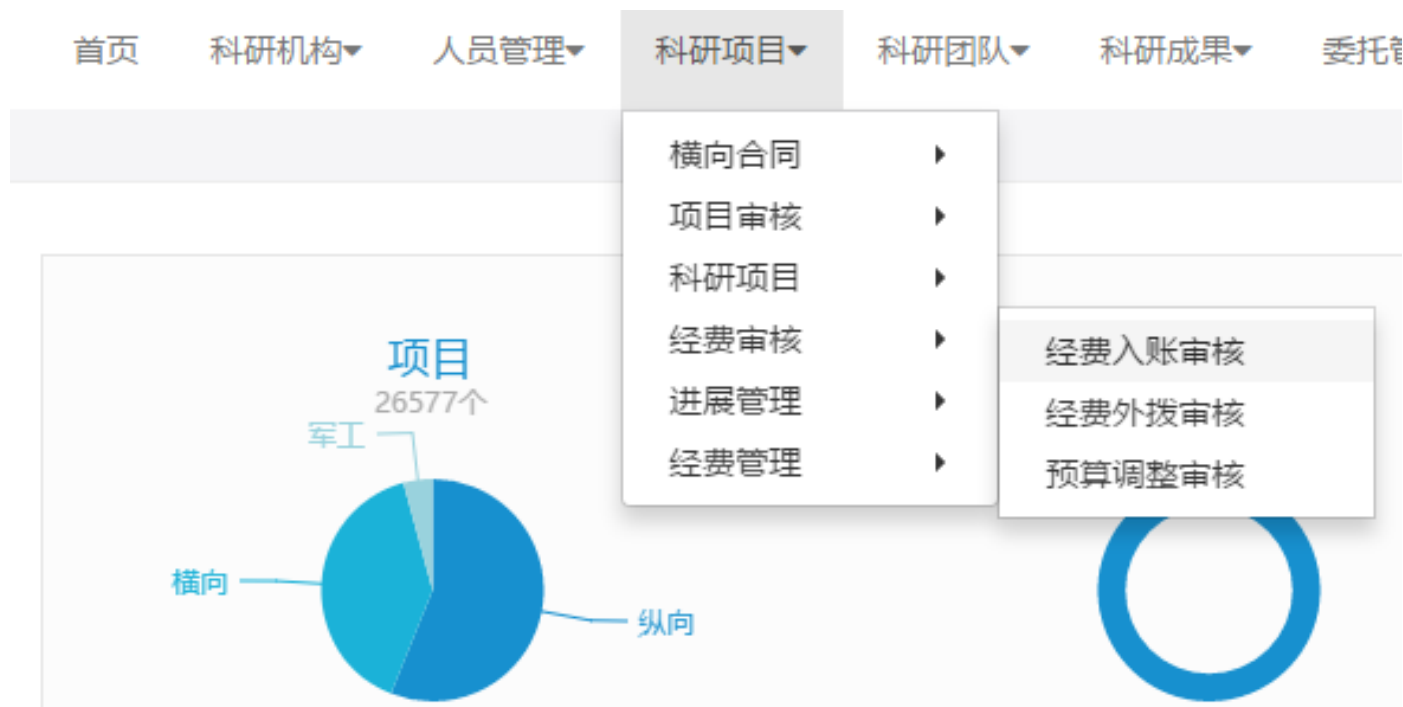 首页 科研机构 人员管理 科研项目 科研团队 科研成果 委托
横向合同
项目审核
科研项目
经费审核
进展管理
经费管理
经费入账审核
经费外拨审核
预算调整审核
项目
26577个
军工
横向
纵向